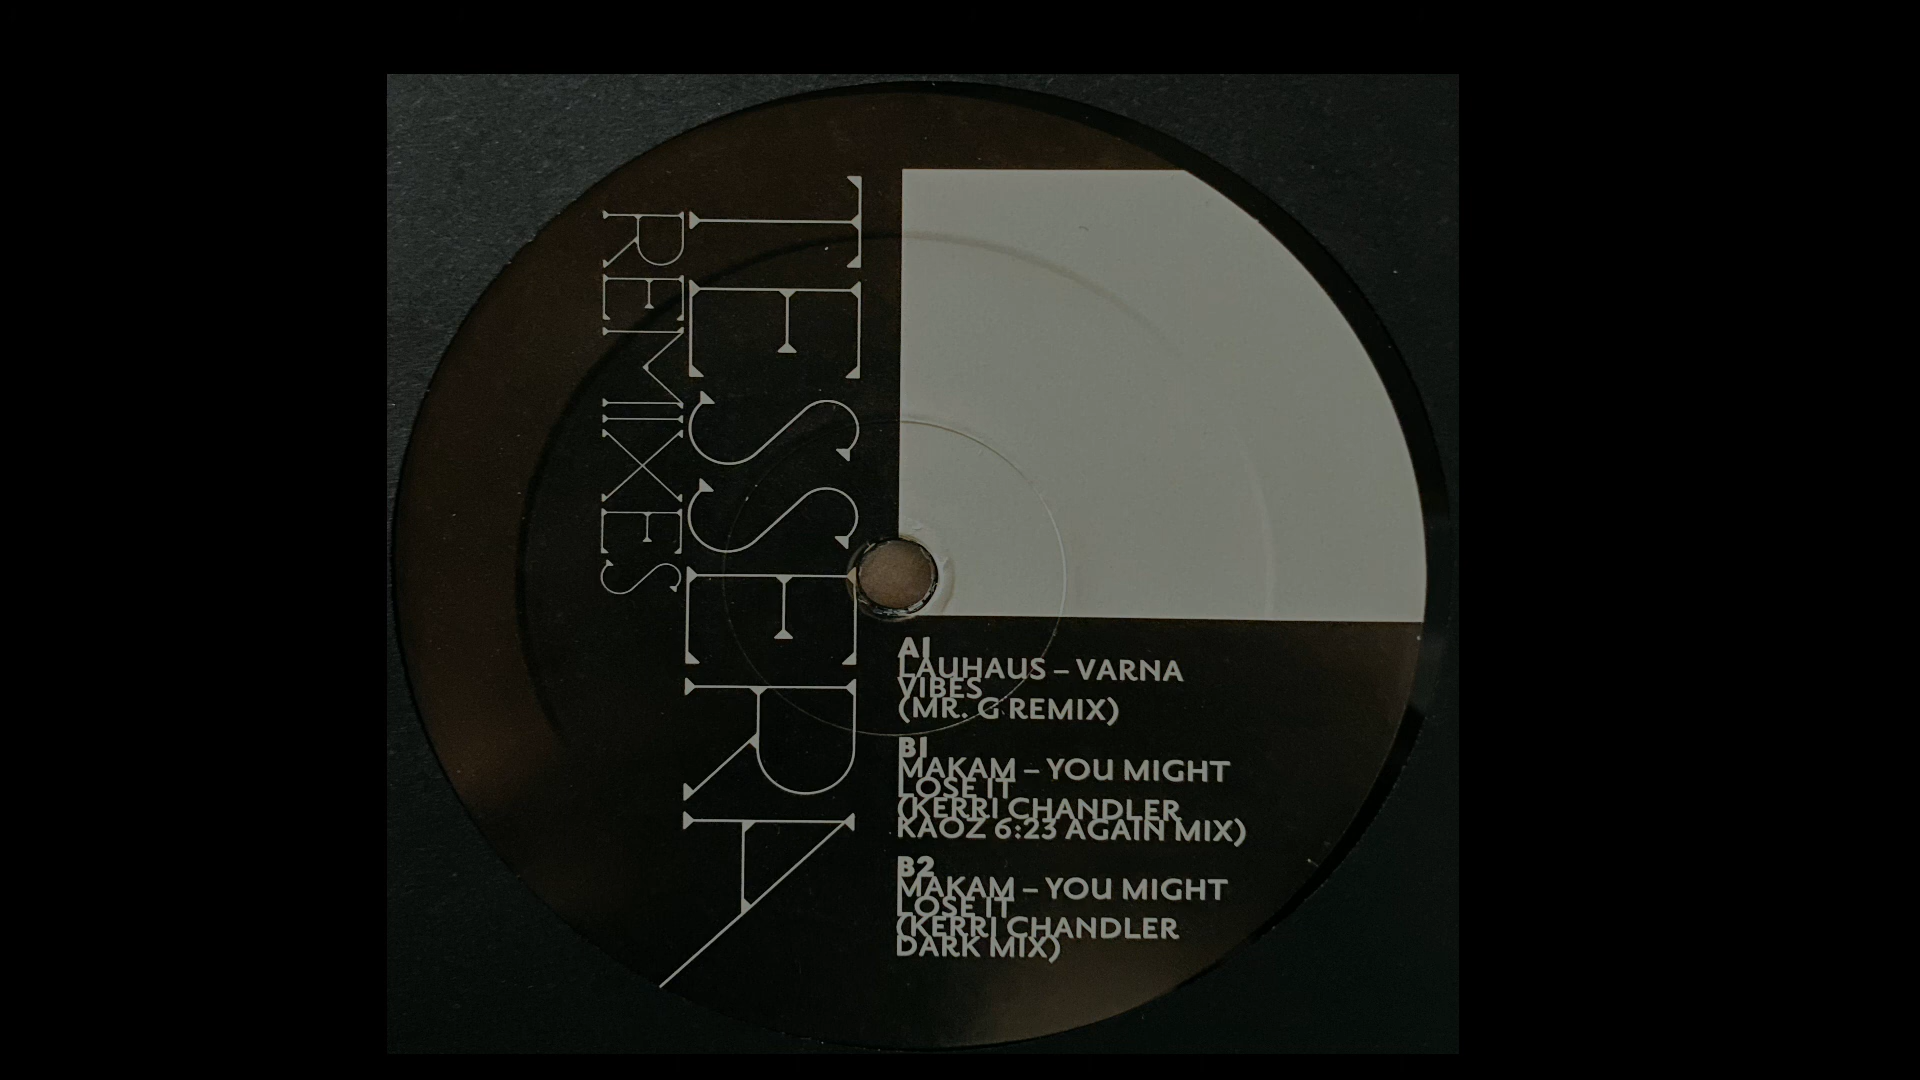 TESSERA
REMIXES
A1
LAUHAUS – VARNA
VIBES
(MR. G REMIX)
B1
MAKAM – YOU MIGHT
LOSE IT
(KERRI CHANDLER
KAOZ 6:23 AGAIN MIX)
B2
MAKAM – YOU MIGHT
LOSE IT
(KERRI CHANDLER
DARK MIX)